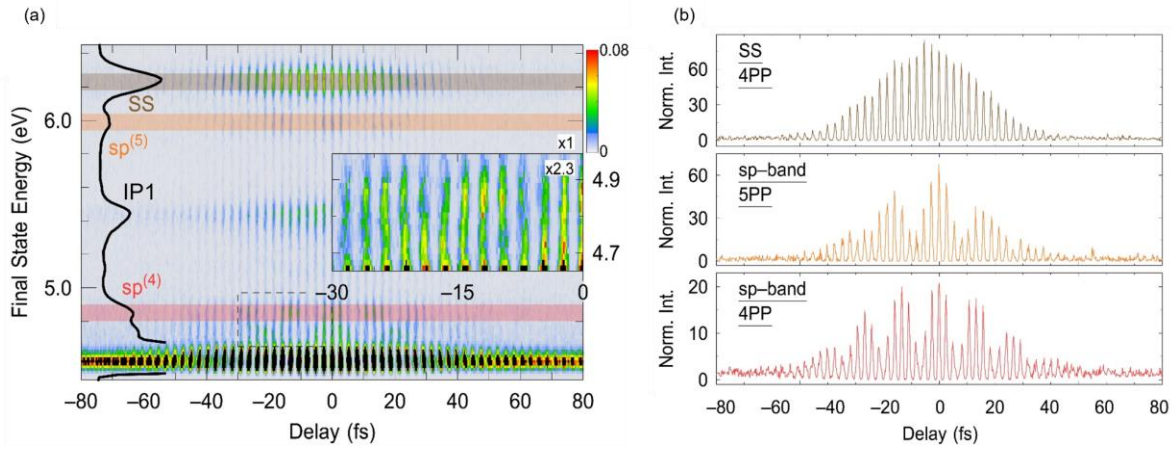 (a)
Final State Energy (eV)
6.0
5.0
SS
sp(5)
IP1
sp(4)
0.08
0
x1
x2.3
4.9
4.7
−30
−15
0
−80
−60
−40
−20
0
20
40
60
80
Delay (fs)
(b)
Norm. Int.
60
30
0
SS
4PP
Norm. Int.
60
30
0
sp−band
5PP
Norm. Int.
20
10
0
sp−band
4PP
−80
−60
−40
−20
0
20
40
60
80
Delay (fs)